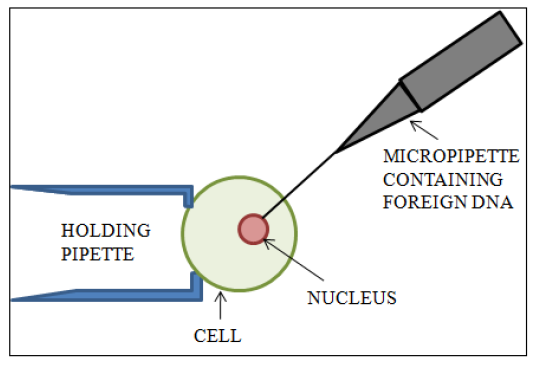 MICROPIPETTE
CONTAINING
FOREIGN DNA
HOLDING
PIPETTE
NUCLEUS
CELL